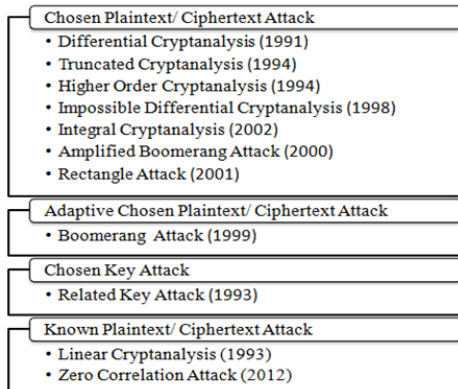 Chosen Plaintext/ Ciphertext Attack
• Differential Cryptanalysis (1991)
• Truncated Cryptanalysis (1994)
• Higher Order Cryptanalysis (1994)
• Impossible Differential Cryptanalysis (1998)
• Integral Cryptanalysis (2002)
• Amplified Boomerang Attack (2000)
• Rectangle Attack (2001)
Adaptive Chosen Plaintext/ Ciphertext Attack
• Boomerang Attack (1999)
Chosen Key Attack
• Related Key Attack (1993)
Known Plaintext/ Ciphertext Attack
• Linear Cryptanalysis (1993)
• Zero Correlation Attack (2012)